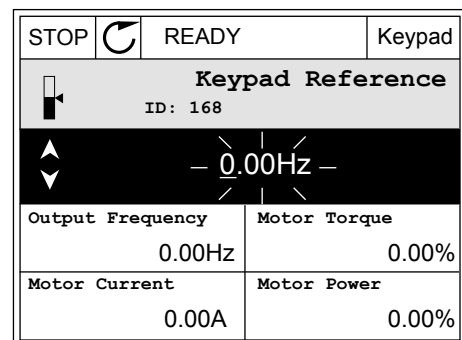 STOP READY Keypad
Keypad Reference
ID: 168
0.00Hz
Output Frequency Motor Torque
0.00Hz 0.00%
Motor Current Motor Power
0.00A 0.00%